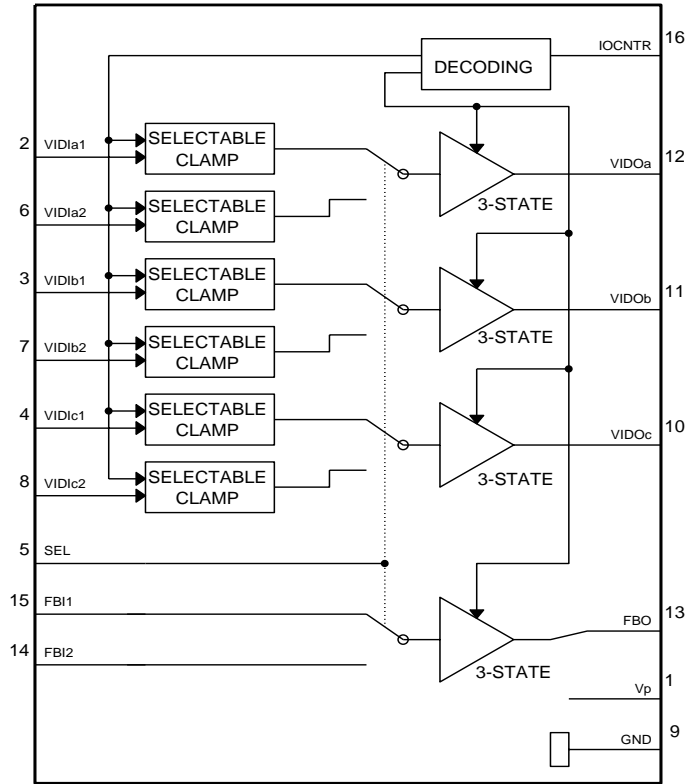 16
IOCNTR
DECODING
2 VIDIa1
SELECTABLE
CLAMP
VIDOa
12
3-STATE
6 VIDIa2
SELECTABLE
CLAMP
3 VIDIb1
SELECTABLE
CLAMP
VIDOb
11
3-STATE
7 VIDIb2
SELECTABLE
CLAMP
4 VIDIc1
SELECTABLE
CLAMP
VIDOc
10
3-STATE
8 VIDIc2
SELECTABLE
CLAMP
5 SEL
15 FBI1
FBO
13
3-STATE
14 FBI2
Vp
1
GND
9